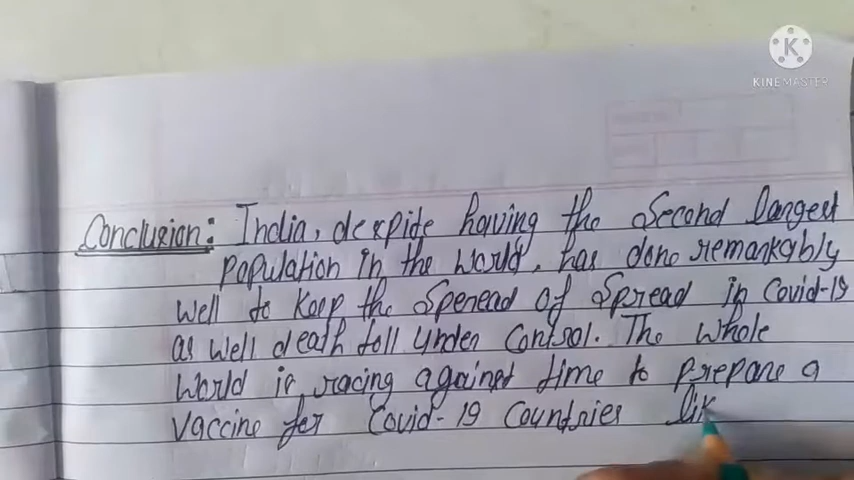 KINEMASTER
Conclusion: India, despide having the Second largest
population in the World, has done remarkably
well to keep the Speread of Spread in Covid-19
as well death toll under Control. The whole
World is racing against time to prepare a
vaccine for Covid-19 Countries lik